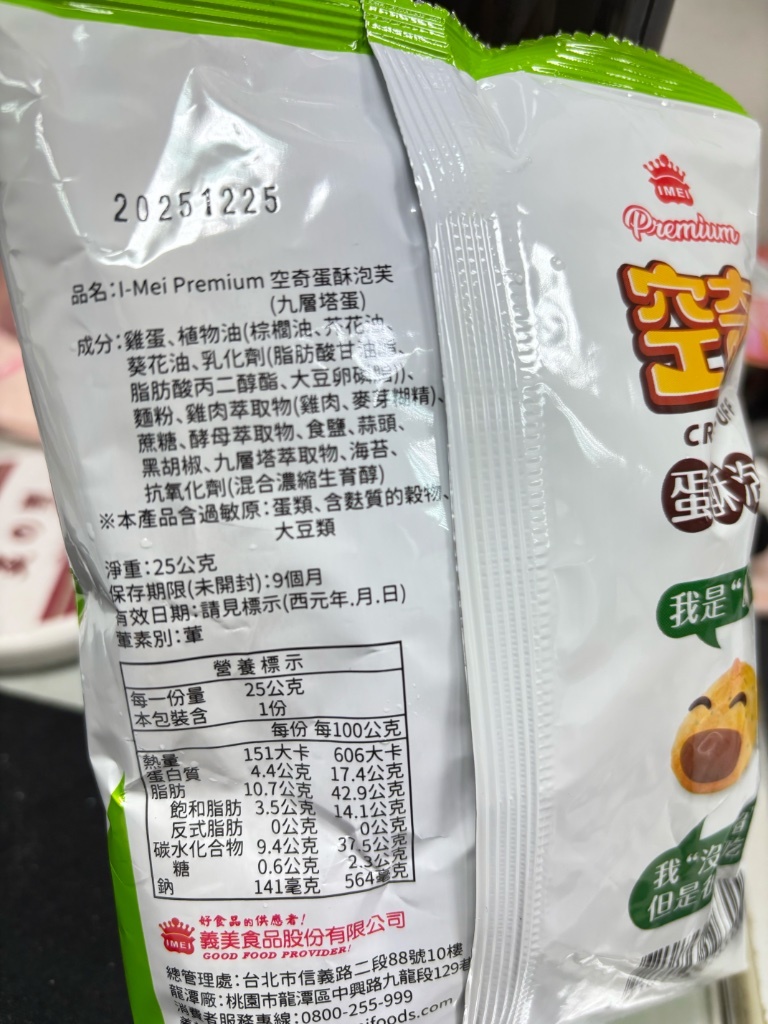 20251225
品名:I-Mei Premium 空奇蛋酥泡芙
(九層塔蛋)
成分:雞蛋、植物油(棕櫚油、芥花油、
葵花油、乳化劑(脂肪酸甘油酯、
脂肪酸丙二醇酯、大豆卵磷脂))、
麵粉、雞肉萃取物(雞肉、麥芽糊精)、
蔗糖、酵母萃取物、食鹽、蒜頭、
黑胡椒、九層塔萃取物、海苔、
抗氧化劑(混合濃縮生育醇)
※本產品含過敏原:蛋類、含麩質的穀物、
大豆類
淨重:25公克
保存期限(未開封):9個月
有效日期:請見標示(西元年.月.日)
葷素別:葷
營養標示
每一份量 25公克
本包裝含 1份
每份 每100公克
熱量 151大卡 606大卡
蛋白質 4.4公克 17.4公克
脂肪 10.7公克 42.9公克
飽和脂肪 3.5公克 14.1公克
反式脂肪 0公克 0公克
碳水化合物 9.4公克 37.5公克
糖 0.6公克 2.3公克
鈉 141毫克 564毫克
IMEI
好食品的供應者!
義美食品股份有限公司
GOOD FOOD PROVIDER!
總管理處:台北市信義路二段88號10樓
龍潭廠:桃園市龍潭區中興路九龍段129巷
消費者服務專線:0800-255-999
ifoods.com
IMEI
Premium
空奇
CR
蛋酥泡
我是“
我“沒
但是